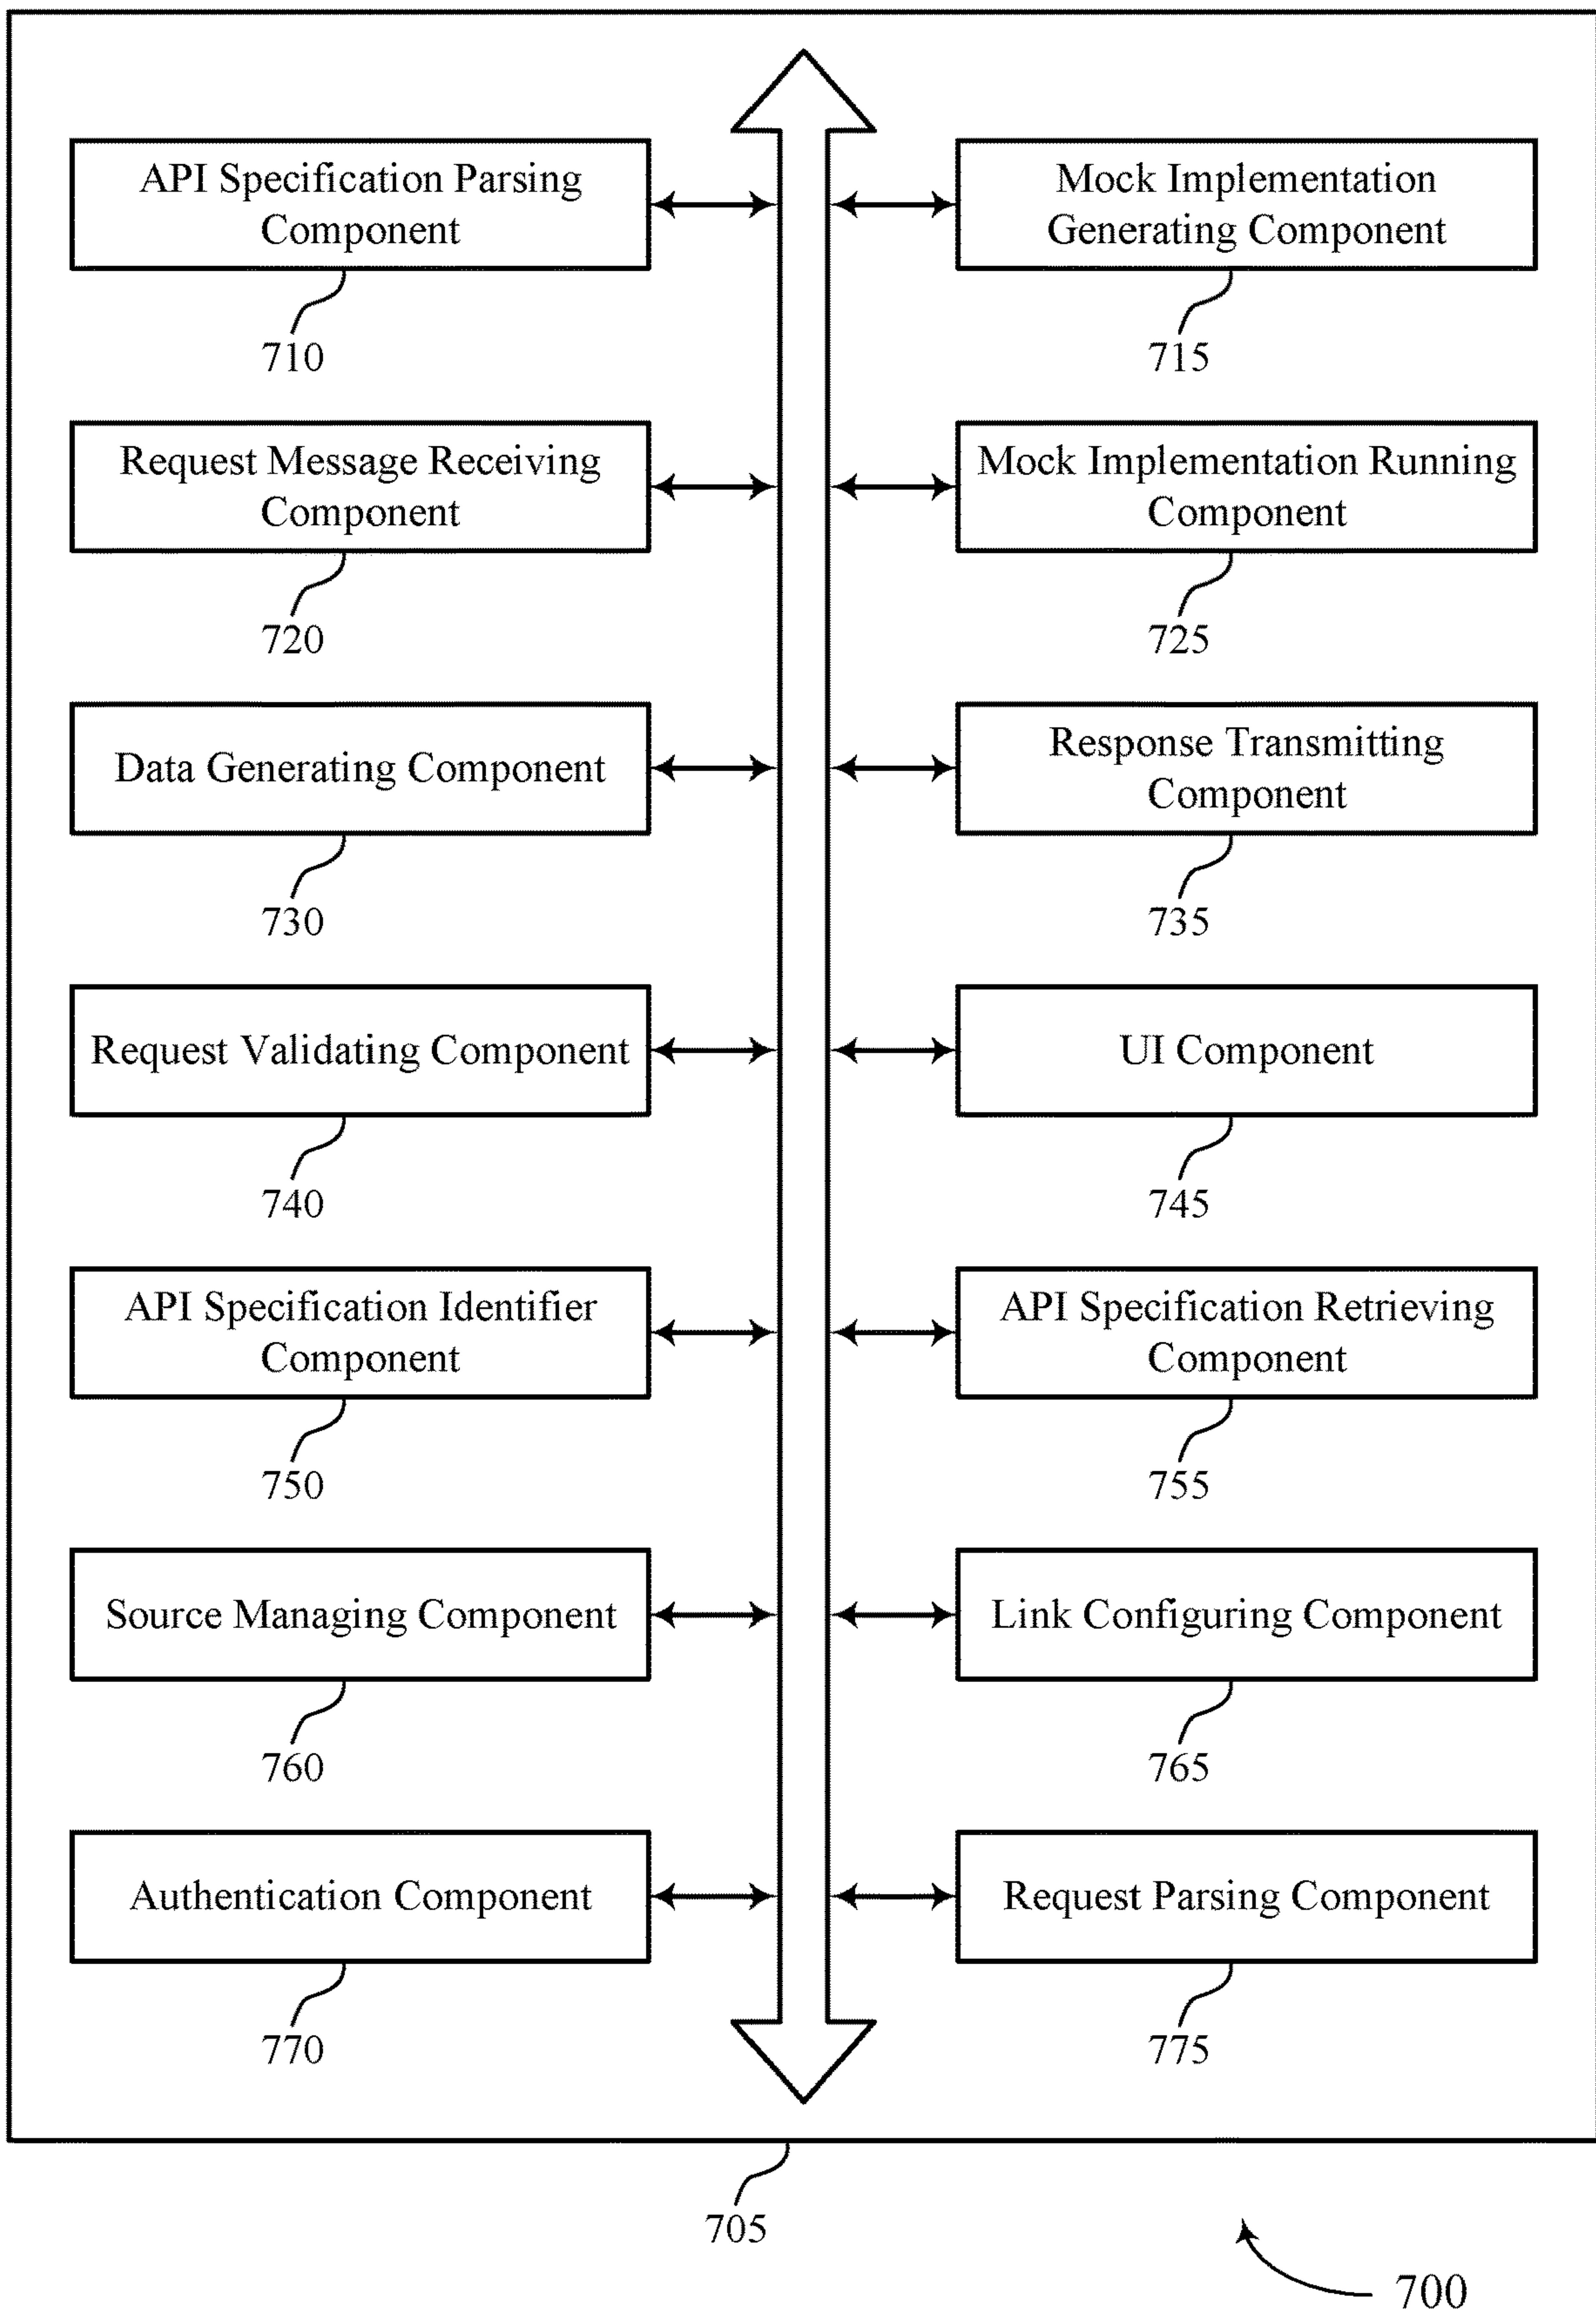 API Specification Parsing
Component
710
Mock Implementation
Generating Component
715
Request Message Receiving
Component
720
Mock Implementation Running
Component
725
Data Generating Component
730
Response Transmitting
Component
735
Request Validating Component
740
UI Component
745
API Specification Identifier
Component
750
API Specification Retrieving
Component
755
Source Managing Component
760
Link Configuring Component
765
Authentication Component
770
Request Parsing Component
775
705
700